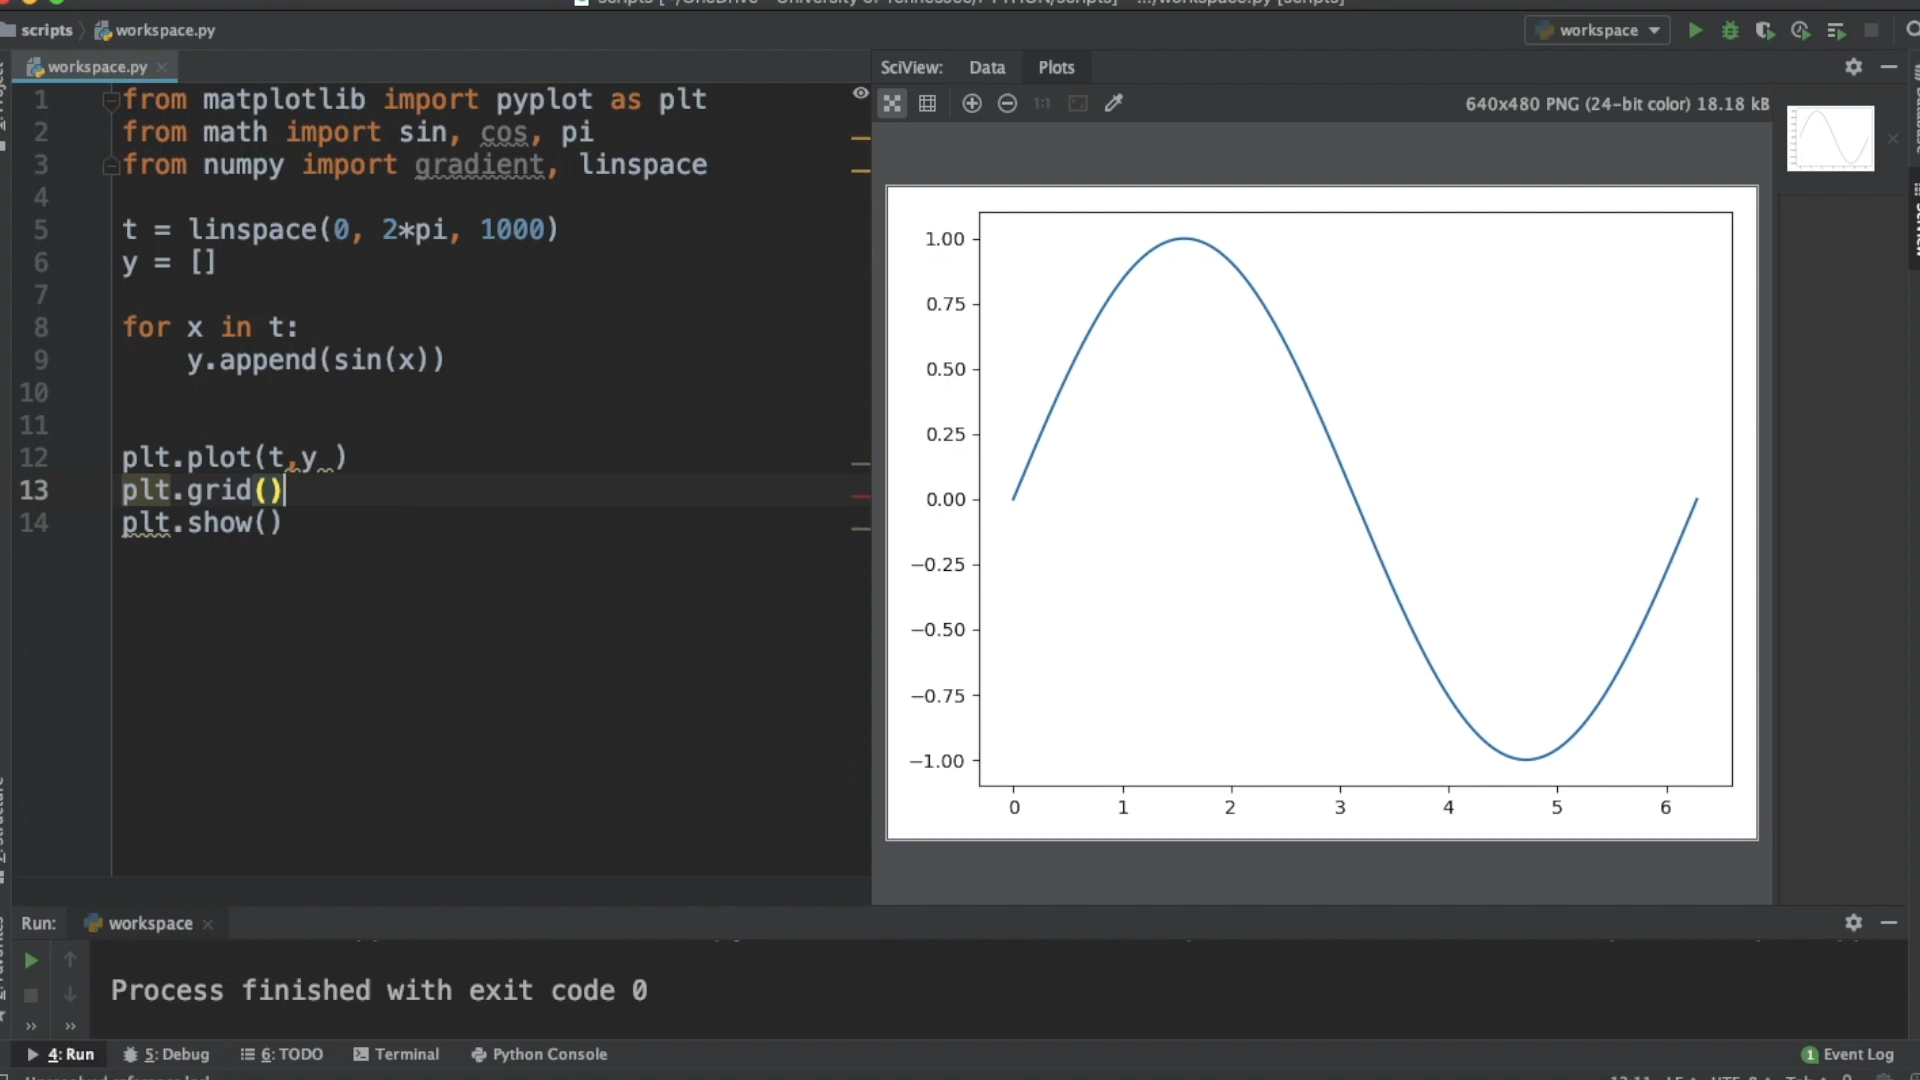 scripts workspace.py
workspace
workspace.py
SciView: Data Plots
640x480 PNG (24-bit color) 18.18 kB
1:1
1 from matplotlib import pyplot as plt
2 from math import sin, cos, pi
3 from numpy import gradient, linspace
4
5 t = linspace(0, 2*pi, 1000)
6 y = []
7
8 for x in t:
9 y.append(sin(x))
10
11
12 plt.plot(t,y )
13 plt.grid()
14 plt.show()
1.00
0.75
0.50
0.25
0.00
−0.25
−0.50
−0.75
−1.00
0 1 2 3 4 5 6
Run: workspace
Process finished with exit code 0
4: Run 5: Debug 6: TODO Terminal Python Console
1 Event Log